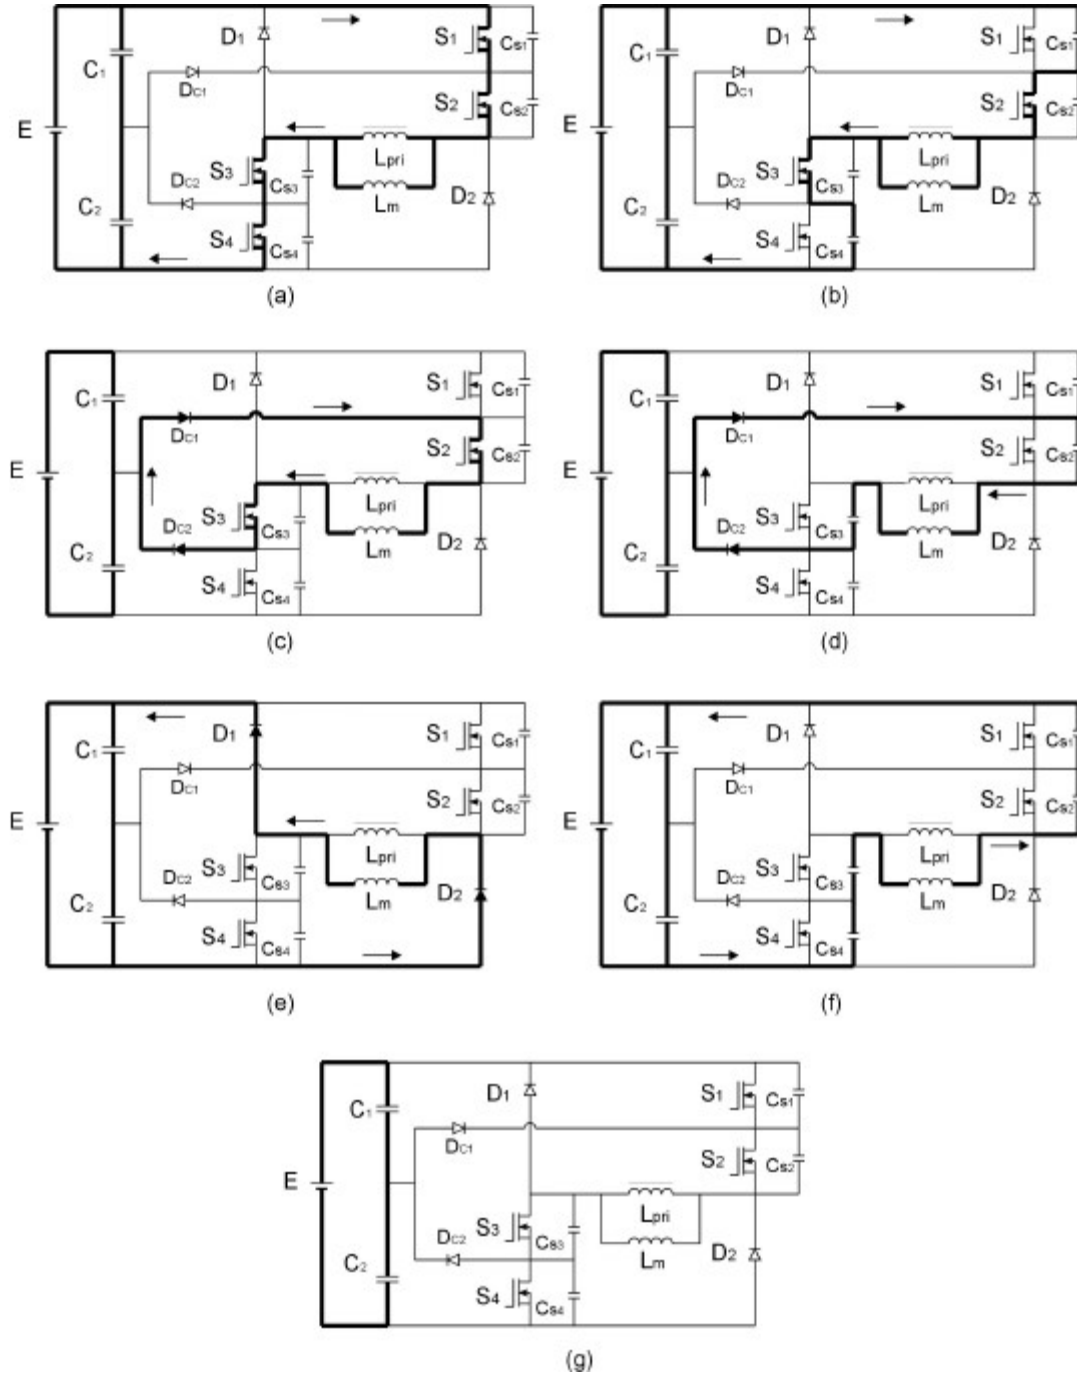 D1 S1 Cs1
C1 DC1 S2 Cs2
E
S3 Cs3 Lpri
DC2 Lm D2
C2 S4 Cs4
(a)
D1 S1 Cs1
C1 DC1 S2 Cs2
E
S3 Cs3 Lpri
DC2 Lm D2
C2 S4 Cs4
(b)
D1 S1 Cs1
C1 DC1 S2 Cs2
E
S3 Cs3 Lpri
DC2 Lm D2
C2 S4 Cs4
(c)
D1 S1 Cs1
C1 DC1 S2 Cs2
E
S3 Cs3 Lpri
DC2 Lm D2
C2 S4 Cs4
(d)
D1 S1 Cs1
C1 DC1 S2 Cs2
E
S3 Cs3 Lpri
DC2 Lm D2
C2 S4 Cs4
(e)
D1 S1 Cs1
C1 DC1 S2 Cs2
E
S3 Cs3 Lpri
DC2 Lm D2
C2 S4 Cs4
(f)
D1 S1 Cs1
C1 DC1 S2 Cs2
E
S3 Cs3 Lpri
DC2 Lm D2
C2 S4 Cs4
(g)